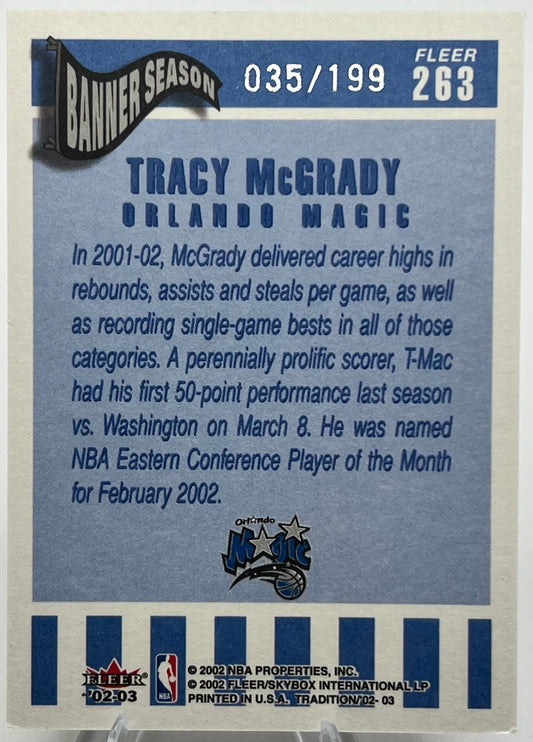 BANNER SEASON
035/199
FLEER
263
TRACY McGRADY
ORLANDO MAGIC
In 2001-02, McGrady delivered career highs in
rebounds, assists and steals per game, as well
as recording single-game bests in all of those
categories. A perennially prolific scorer, T-Mac
had his first 50-point performance last season
vs. Washington on March 8. He was named
NBA Eastern Conference Player of the Month
for February 2002.
Orlando
Magic
FLEER
'02-03
NBA
© 2002 NBA PROPERTIES, INC.
© 2002 FLEER/SKYBOX INTERNATIONAL LP
PRINTED IN U.S.A. TRADITION/'02- 03